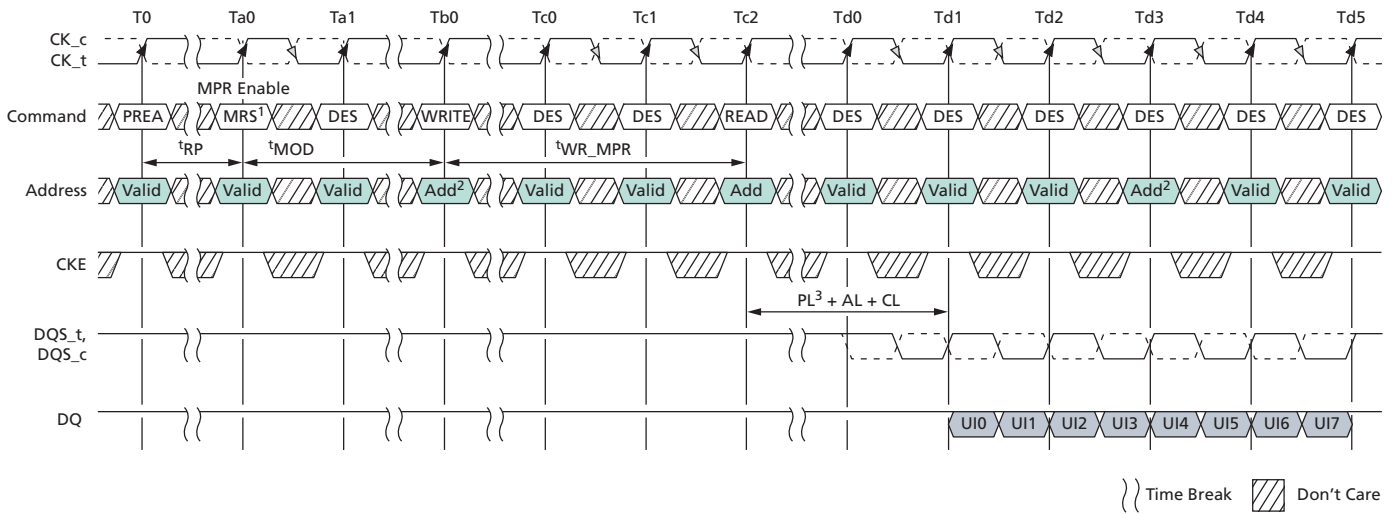 T0 Ta0 Ta1 Tb0 Tc0 Tc1 Tc2 Td0 Td1 Td2 Td3 Td4 Td5
CK_c
CK_t
MPR Enable
Command PREA MRS1 DES WRITE DES DES READ DES DES DES DES DES DES
tRP tMOD tWR_MPR
Address Valid Valid Valid Add2 Valid Valid Add Valid Valid Valid Add2 Valid Valid
CKE
PL3 + AL + CL
DQS_t,
DQS_c
DQ UI0 UI1 UI2 UI3 UI4 UI5 UI6 UI7
Time Break Don't Care